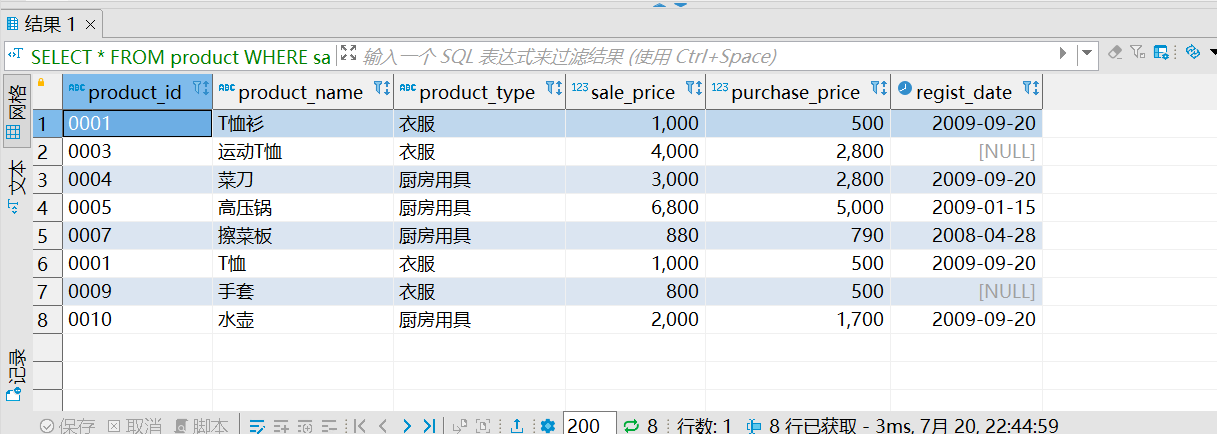 结果 1
SELECT * FROM product WHERE sa 输入一个 SQL 表达式来过滤结果 (使用 Ctrl+Space)
网格
文本
记录
ABC product_id ABC product_name ABC product_type 123 sale_price 123 purchase_price regist_date
1 0001 T恤衫 衣服 1,000 500 2009-09-20
2 0003 运动T恤 衣服 4,000 2,800 [NULL]
3 0004 菜刀 厨房用具 3,000 2,800 2009-09-20
4 0005 高压锅 厨房用具 6,800 5,000 2009-01-15
5 0007 擦菜板 厨房用具 880 790 2008-04-28
6 0001 T恤 衣服 1,000 500 2009-09-20
7 0009 手套 衣服 800 500 [NULL]
8 0010 水壶 厨房用具 2,000 1,700 2009-09-20
保存 取消 脚本 200 8 行数: 1 8 行已获取 - 3ms, 7月 20, 22:44:59